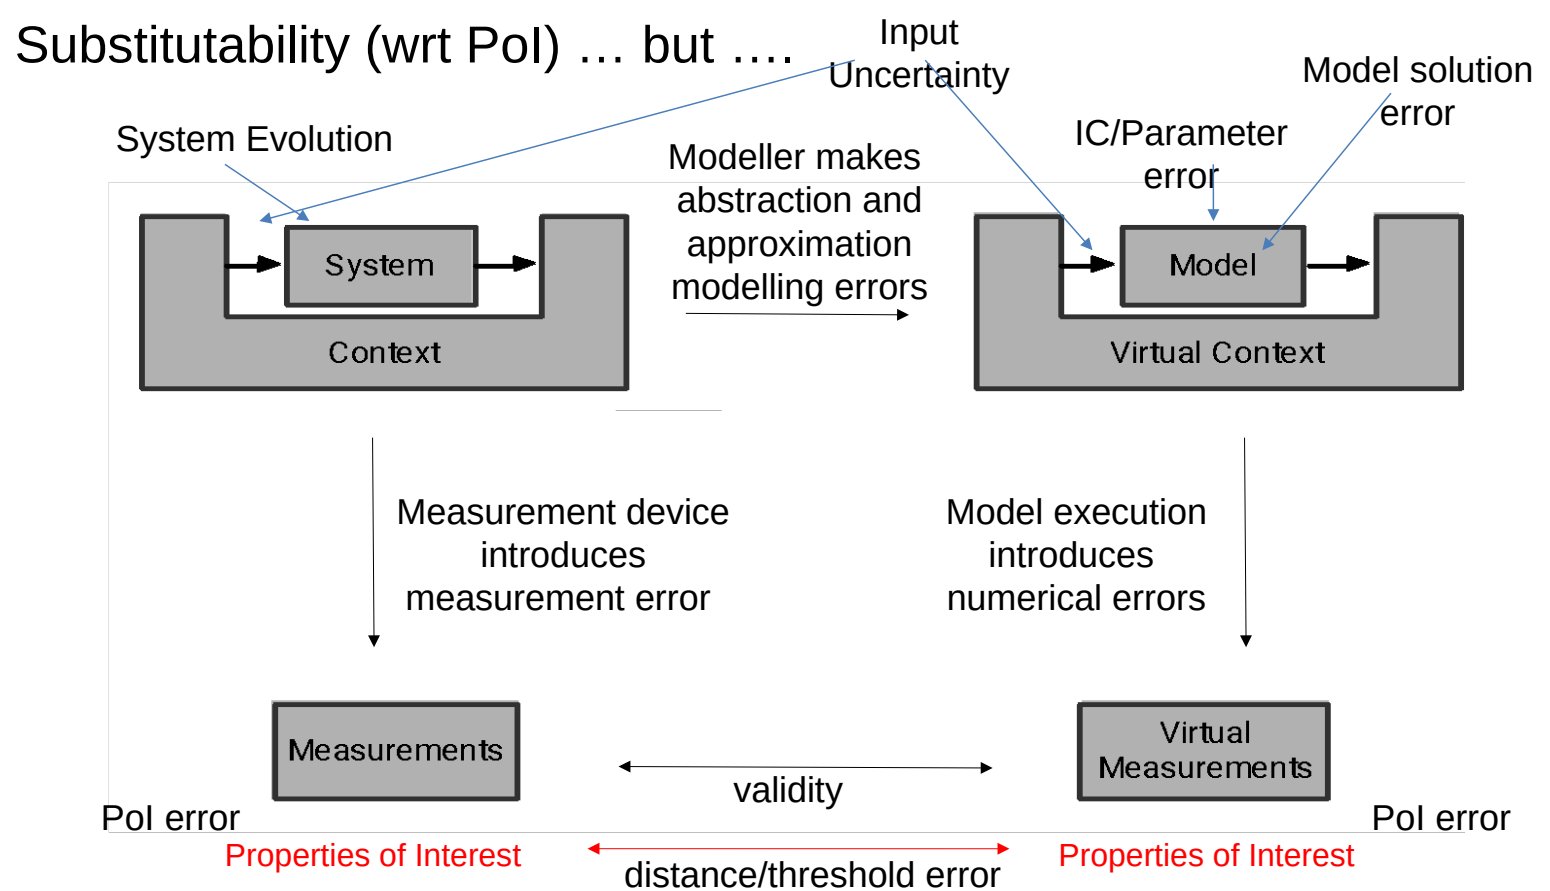 Substitutability (wrt PoI) … but ….
Input
Uncertainty
Model solution
error
System Evolution
IC/Parameter
error
Modeller makes
abstraction and
approximation
modelling errors
System
Context
Model
Virtual Context
Measurement device
introduces
measurement error
Model execution
introduces
numerical errors
Measurements
validity
Virtual
Measurements
PoI error
PoI error
Properties of Interest
distance/threshold error
Properties of Interest